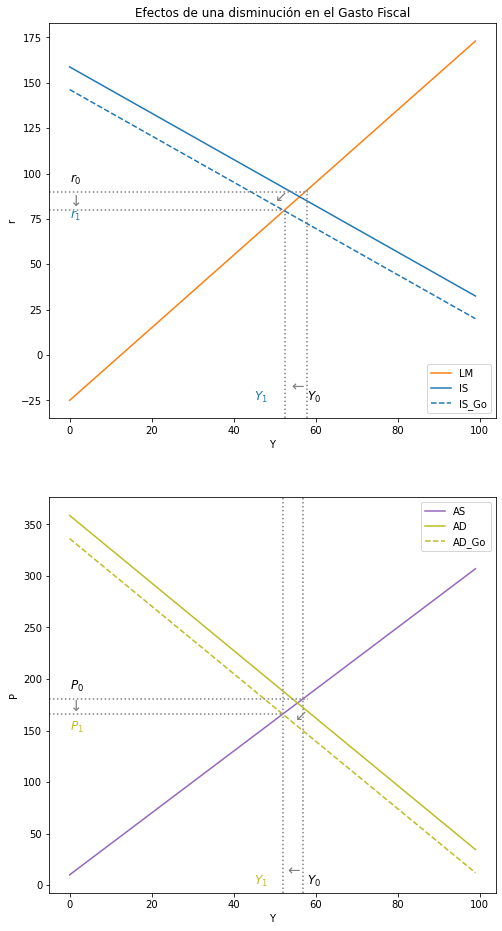 Efectos de una disminución en el Gasto Fiscal
175
150
125
100
75
50
25
0
−25
r
r₀
↓
r₁
↙
Y₁
←
Y₀
LM
IS
IS_Go
0
20
40
60
80
100
Y
350
300
250
200
150
100
50
0
P
P₀
↓
P₁
↙
Y₁
←
Y₀
AS
AD
AD_Go
0
20
40
60
80
100
Y